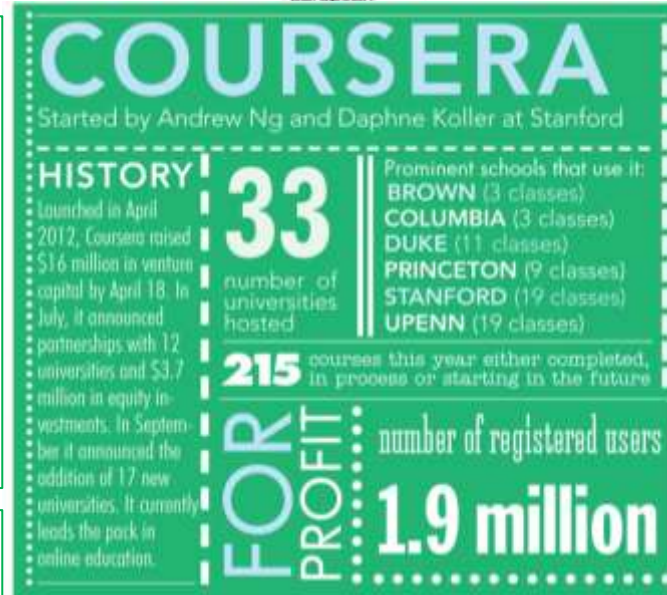 COURSERA
Started by Andrew Ng and Daphne Koller at Stanford
HISTORY
Launched in April
2012, Coursera raised
$16 million in venture
capital by April 18. In
July, it announced
partnerships with 12
universities and $3.7
million in equity in-
vestments. In Septem-
ber it announced the
addition of 17 new
universities. It currently
leads the pack in
online education.
33
number of
universities
hosted
Prominent schools that use it:
BROWN (3 classes)
COLUMBIA (3 classes)
DUKE (11 classes)
PRINCETON (9 classes)
STANFORD (19 classes)
UPENN (19 classes)
215 courses this year either completed,
in process or starting in the future
FOR
PROFIT
number of registered users
1.9 million